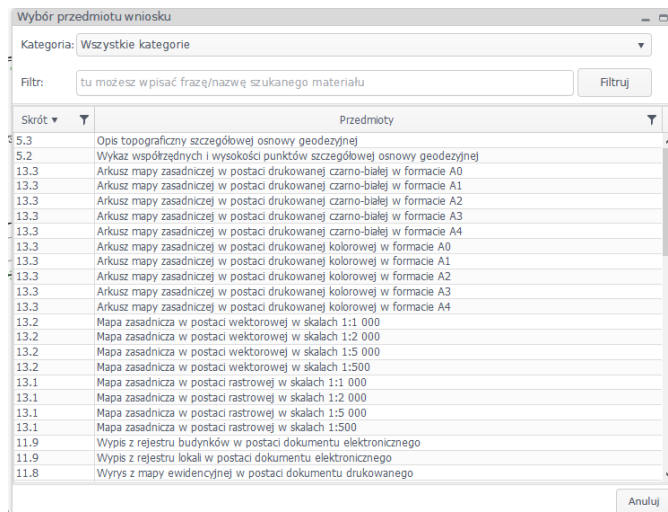 Wybór przedmiotu wniosku
Kategoria: Wszystkie kategorie
Filtr: tu możesz wpisać frazę/nazwę szukanego materiału Filtruj
Skrót Przedmioty
5.3 Opis topograficzny szczegółowej osnowy geodezyjnej
5.2 Wykaz współrzędnych i wysokości punktów szczegółowej osnowy geodezyjnej
13.3 Arkusz mapy zasadniczej w postaci drukowanej czarno-białej w formacie A0
13.3 Arkusz mapy zasadniczej w postaci drukowanej czarno-białej w formacie A1
13.3 Arkusz mapy zasadniczej w postaci drukowanej czarno-białej w formacie A2
13.3 Arkusz mapy zasadniczej w postaci drukowanej czarno-białej w formacie A3
13.3 Arkusz mapy zasadniczej w postaci drukowanej czarno-białej w formacie A4
13.3 Arkusz mapy zasadniczej w postaci drukowanej kolorowej w formacie A0
13.3 Arkusz mapy zasadniczej w postaci drukowanej kolorowej w formacie A1
13.3 Arkusz mapy zasadniczej w postaci drukowanej kolorowej w formacie A2
13.3 Arkusz mapy zasadniczej w postaci drukowanej kolorowej w formacie A3
13.3 Arkusz mapy zasadniczej w postaci drukowanej kolorowej w formacie A4
13.2 Mapa zasadnicza w postaci wektorowej w skalach 1:1 000
13.2 Mapa zasadnicza w postaci wektorowej w skalach 1:2 000
13.2 Mapa zasadnicza w postaci wektorowej w skalach 1:5 000
13.2 Mapa zasadnicza w postaci wektorowej w skalach 1:500
13.1 Mapa zasadnicza w postaci rastrowej w skalach 1:1 000
13.1 Mapa zasadnicza w postaci rastrowej w skalach 1:2 000
13.1 Mapa zasadnicza w postaci rastrowej w skalach 1:5 000
13.1 Mapa zasadnicza w postaci rastrowej w skalach 1:500
11.9 Wypis z rejestru budynków w postaci dokumentu elektronicznego
11.9 Wypis z rejestru lokali w postaci dokumentu elektronicznego
11.8 Wyrys z mapy ewidencyjnej w postaci dokumentu drukowanego
Anuluj